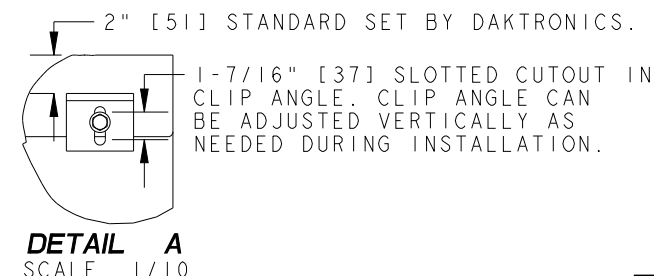 2" [51] STANDARD SET BY DAKTRONICS.
1-7/16" [37] SLOTTED CUTOUT IN
CLIP ANGLE. CLIP ANGLE CAN
BE ADJUSTED VERTICALLY AS
NEEDED DURING INSTALLATION.
DETAIL A
SCALE 1/10